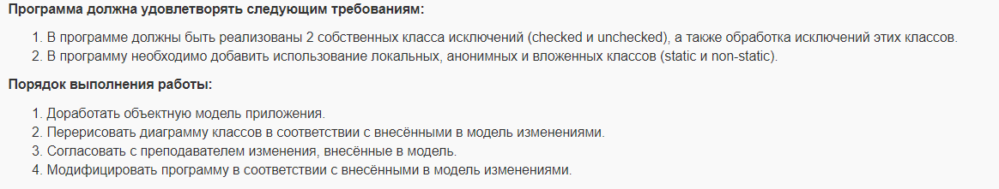 Программа должна удовлетворять следующим требованиям:
1. В программе должны быть реализованы 2 собственных класса исключений (checked и unchecked), а также обработка исключений этих классов.
2. В программу необходимо добавить использование локальных, анонимных и вложенных классов (static и non-static).
Порядок выполнения работы:
1. Доработать объектную модель приложения.
2. Перерисовать диаграмму классов в соответствии с внесёнными в модель изменениями.
3. Согласовать с преподавателем изменения, внесённые в модель.
4. Модифицировать программу в соответствии с внесёнными в модель изменениями.